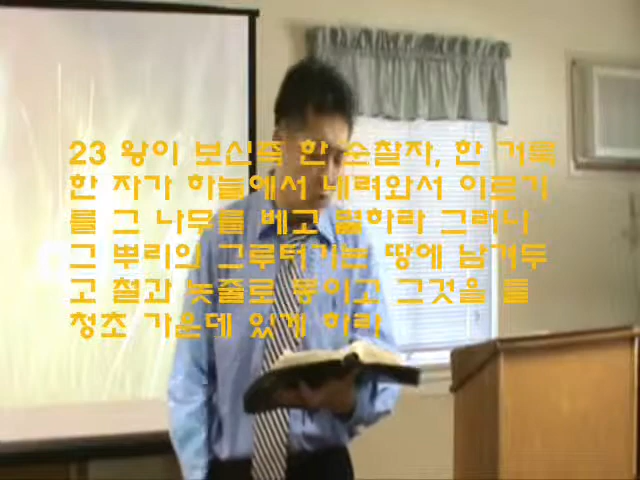 23 왕이 보신즉 한 순찰자, 한 거룩
한 자가 하늘에서 내려와서 이르기
를 그 나무를 베고 멸하라 그러나
그 뿌리의 그루터기는 땅에 남겨두
고 철과 놋줄로 동이고 그것을 들
청초 가운데 있게 하라